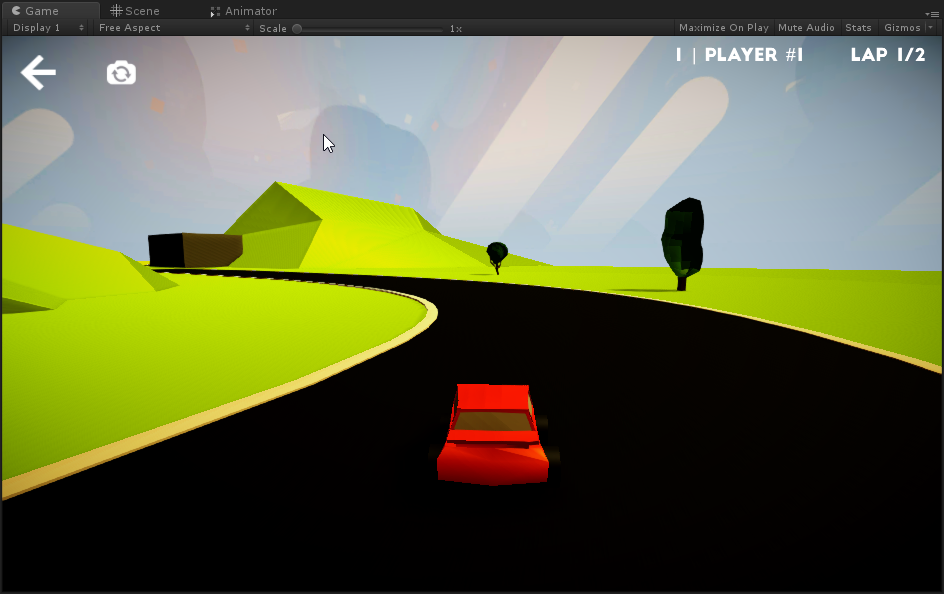 Game Scene Animator
Display 1 Free Aspect Scale 1x Maximize On Play Mute Audio Stats Gizmos
1 | PLAYER #1 LAP 1/2